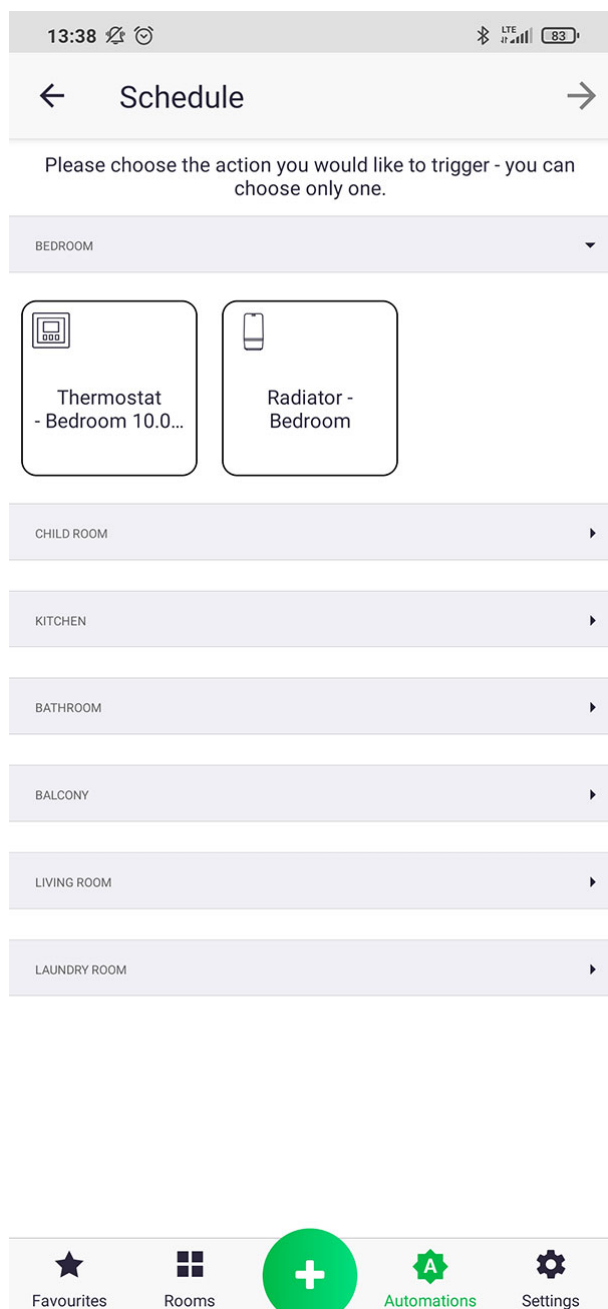 13:38 LTE 83
Schedule
Please choose the action you would like to trigger - you can
choose only one.
BEDROOM
Thermostat
- Bedroom 10.0...
Radiator -
Bedroom
CHILD ROOM
KITCHEN
BATHROOM
BALCONY
LIVING ROOM
LAUNDRY ROOM
A
Favourites Rooms Automations Settings